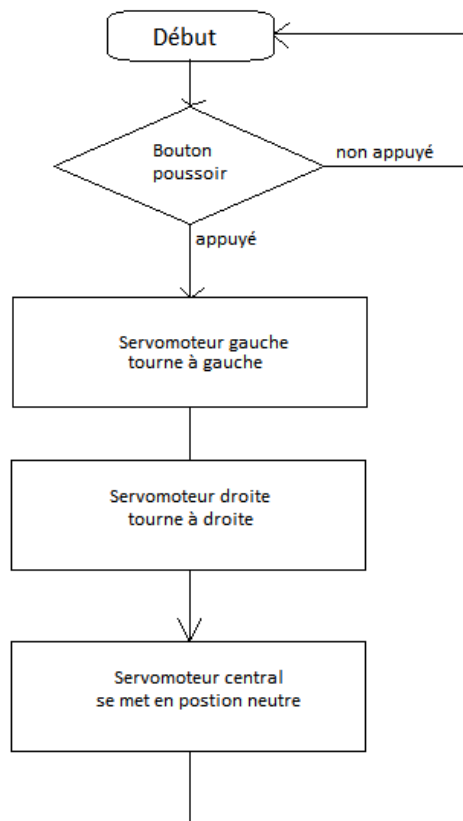 Début
Bouton
poussoir
non appuyé
appuyé
Servomoteur gauche
tourne à gauche
Servomoteur droite
tourne à droite
Servomoteur central
se met en postion neutre